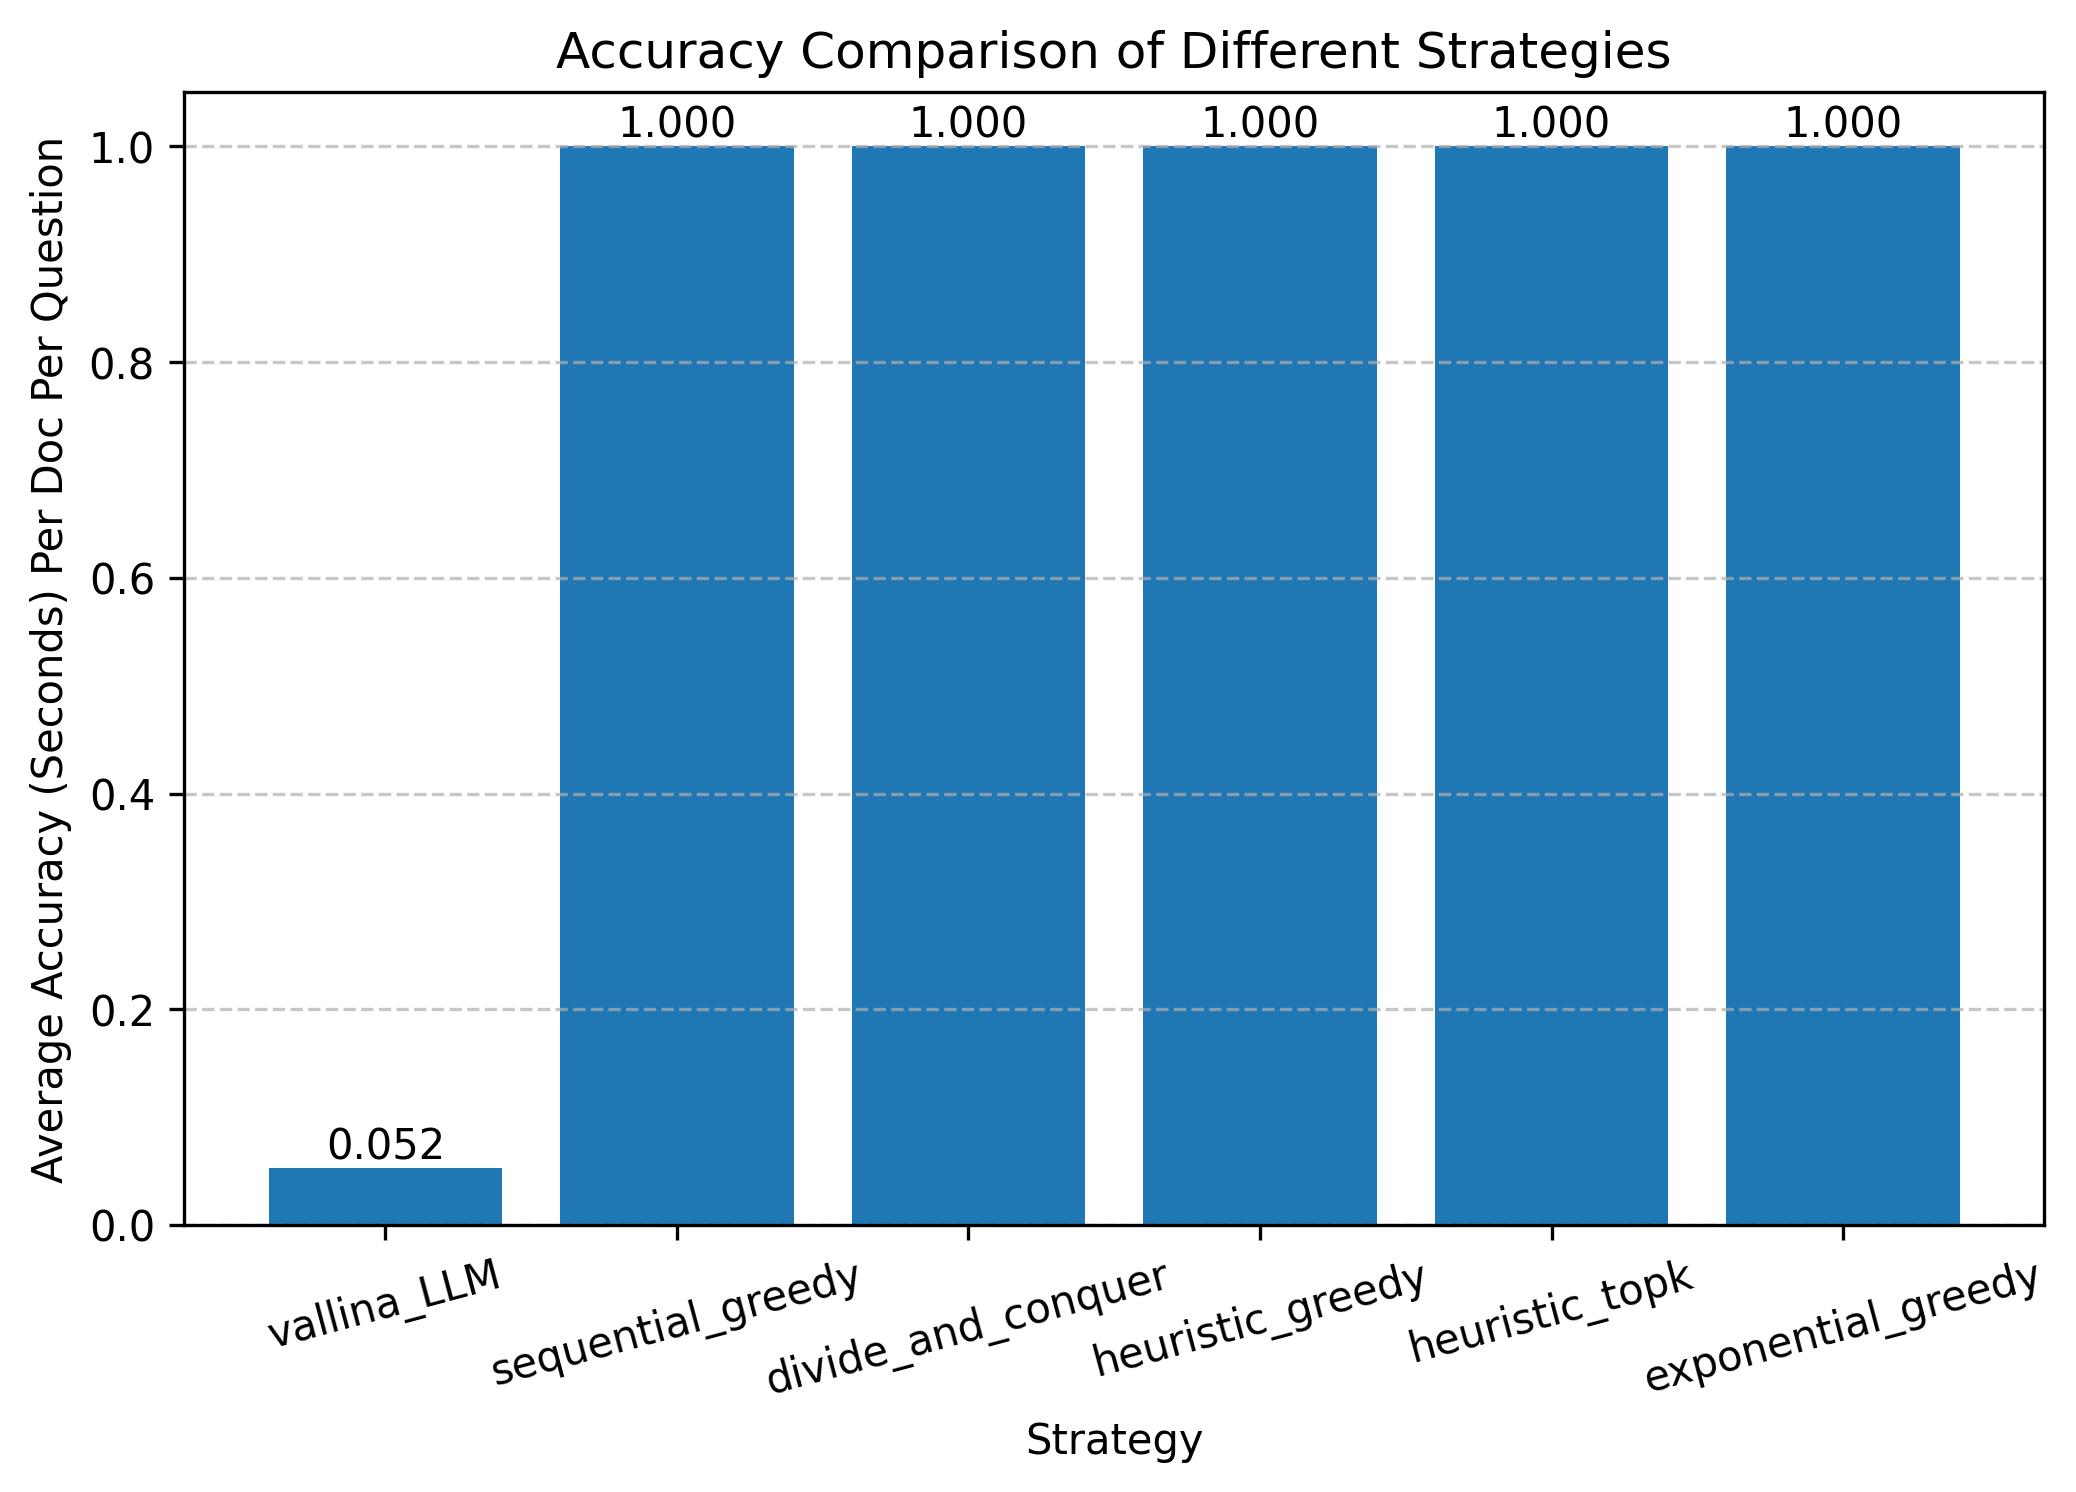 Accuracy Comparison of Different Strategies
Average Accuracy (Seconds) Per Doc Per Question
1.0
0.8
0.6
0.4
0.2
0.0
0.052
1.000
1.000
1.000
1.000
1.000
vallina_LLM
sequential_greedy
divide_and_conquer
heuristic_greedy
heuristic_topk
exponential_greedy
Strategy